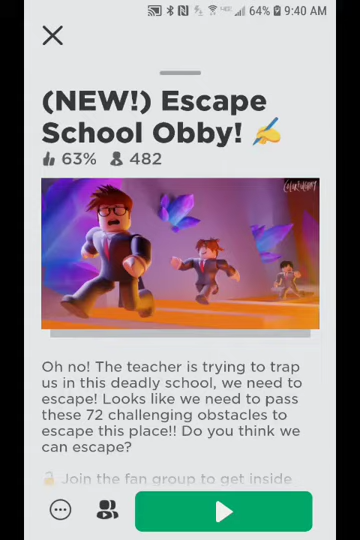 64% 9:40 AM
(NEW!) Escape
School Obby! ✍️
63% 482
Oh no! The teacher is trying to trap
us in this deadly school, we need to
escape! Looks like we need to pass
these 72 challenging obstacles to
escape this place!! Do you think we
can escape?
🔓 Join the fan group to get inside